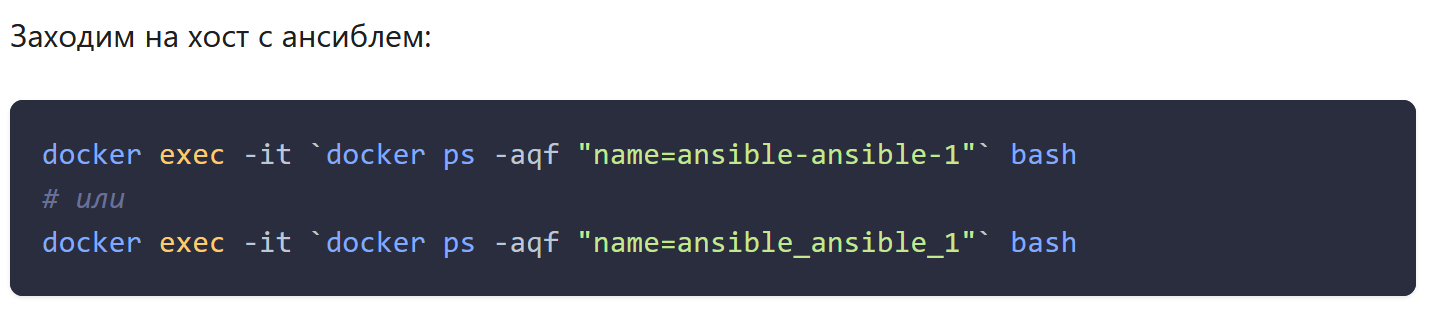 Заходим на хост с ансиблем:
docker exec -it `docker ps -aqf "name=ansible-ansible-1"` bash
# или
docker exec -it `docker ps -aqf "name=ansible_ansible_1"` bash